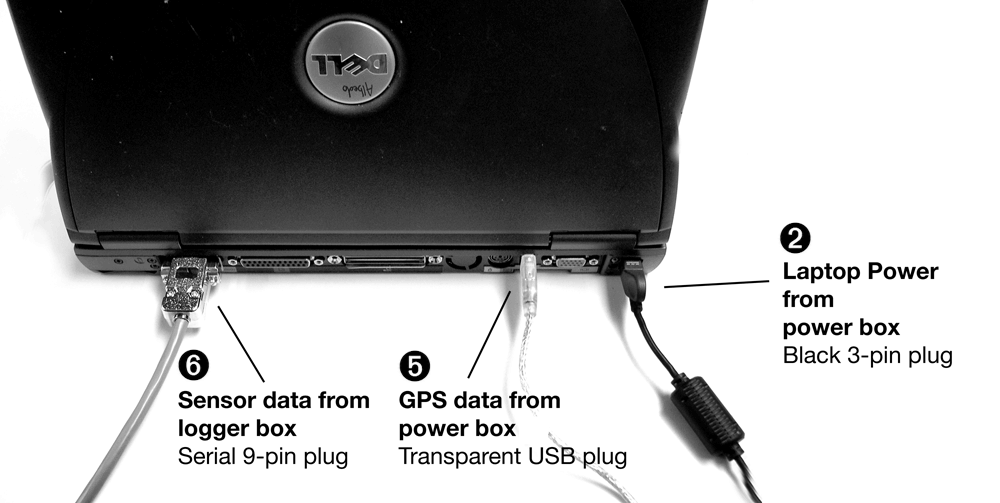 DELL
Albedo
❷
Laptop Power
from
power box
Black 3-pin plug
❻
Sensor data from
logger box
Serial 9-pin plug
❺
GPS data from
power box
Transparent USB plug